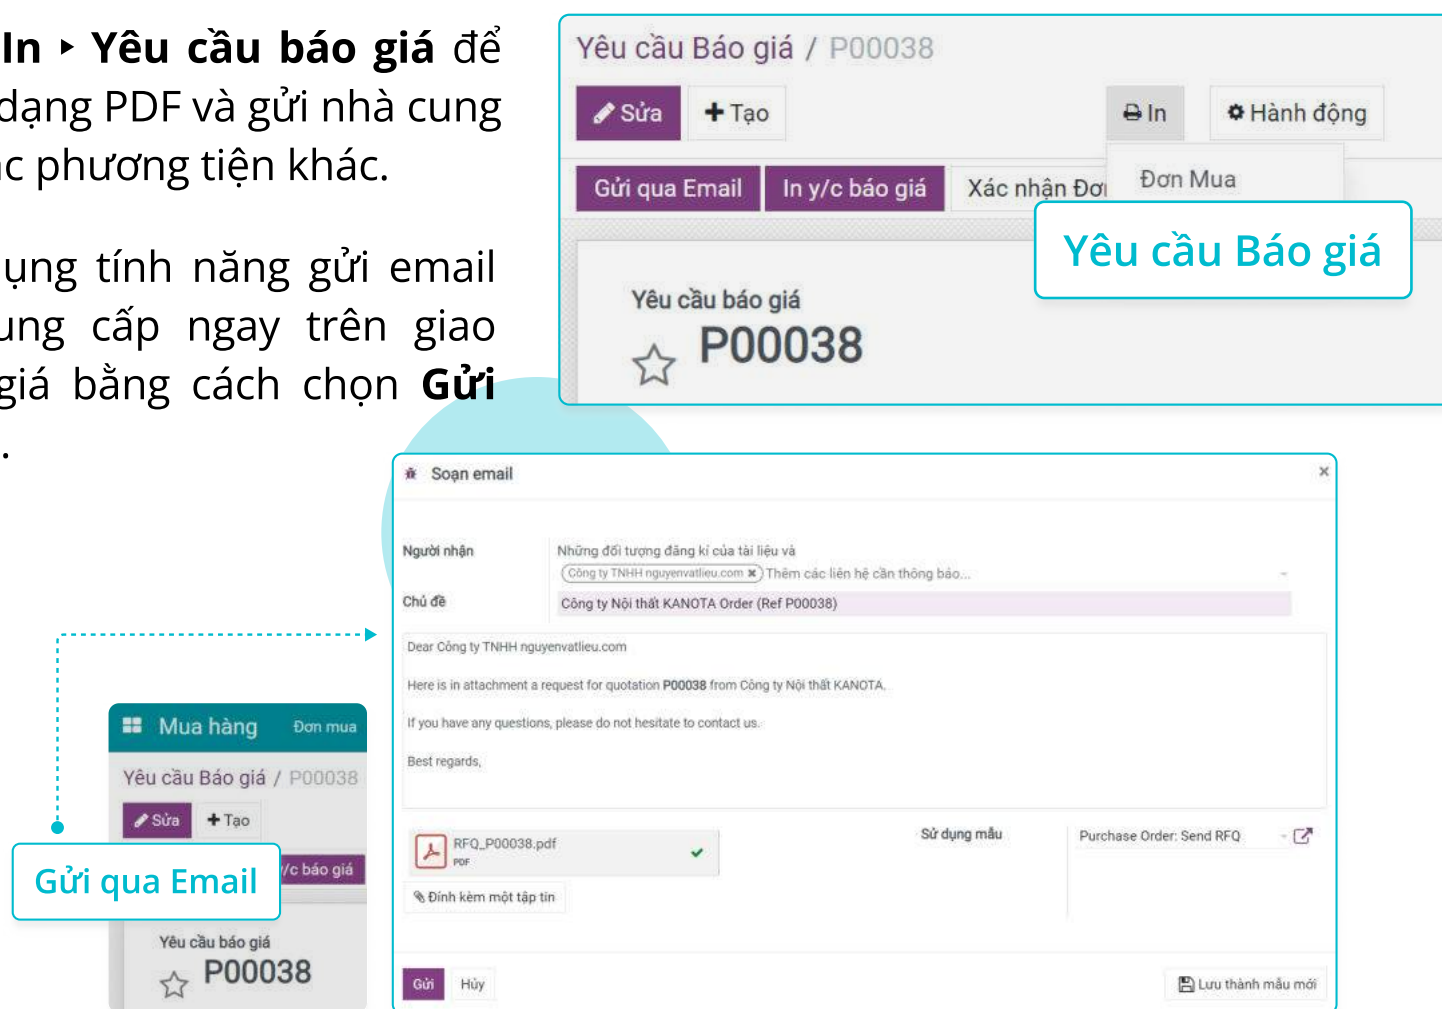 In ▸ Yêu cầu báo giá để
dạng PDF và gửi nhà cung
phương tiện khác.
tính năng gửi email
cấp ngay trên giao
giá bằng cách chọn Gửi
.
Yêu cầu Báo giá / P00038
Sửa
Tạo
In
Hành động
Gửi qua Email
In y/c báo giá
Xác nhận
Đơn Mua
Yêu cầu Báo giá
Yêu cầu báo giá
P00038
Soạn email
×
Người nhận
Những đối tượng đăng kí của tài liệu và
Công ty TNHH nguyenvatlieu.com ✖ Thêm các liên hệ cần thông báo...
Chủ đề
Công ty Nội thất KANOTA Order (Ref P00038)
Dear Công ty TNHH nguyenvatlieu.com
Here is in attachment a request for quotation P00038 from Công ty Nội thất KANOTA.
If you have any questions, please do not hesitate to contact us.
Best regards,
RFQ_P00038.pdf
PDF
Sử dụng mẫu
Purchase Order: Send RFQ
Đính kèm một tập tin
Gửi
Hủy
Lưu thành mẫu mới
Mua hàng
Đơn mua
Yêu cầu Báo giá / P00038
Sửa
Tạo
Gửi qua Email
/c báo giá
Yêu cầu báo giá
P00038